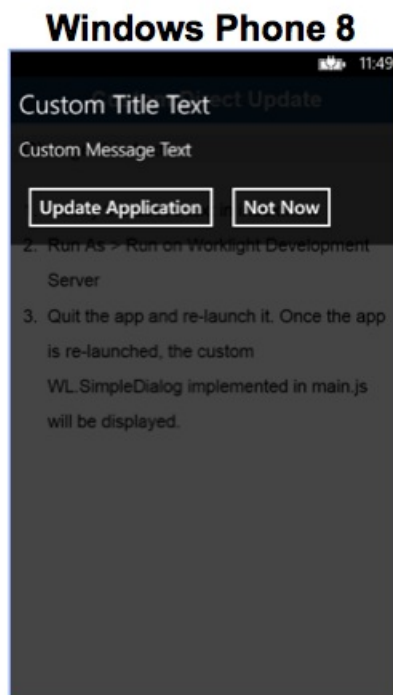 Windows Phone 8
11:49
Custom Title Text
Direct Update
Custom Message Text
Update Application
Not Now
2. Run As > Run on Worklight Development
Server
3. Quit the app and re-launch it. Once the app
is re-launched, the custom
WL.SimpleDialog implemented in main.js
will be displayed.